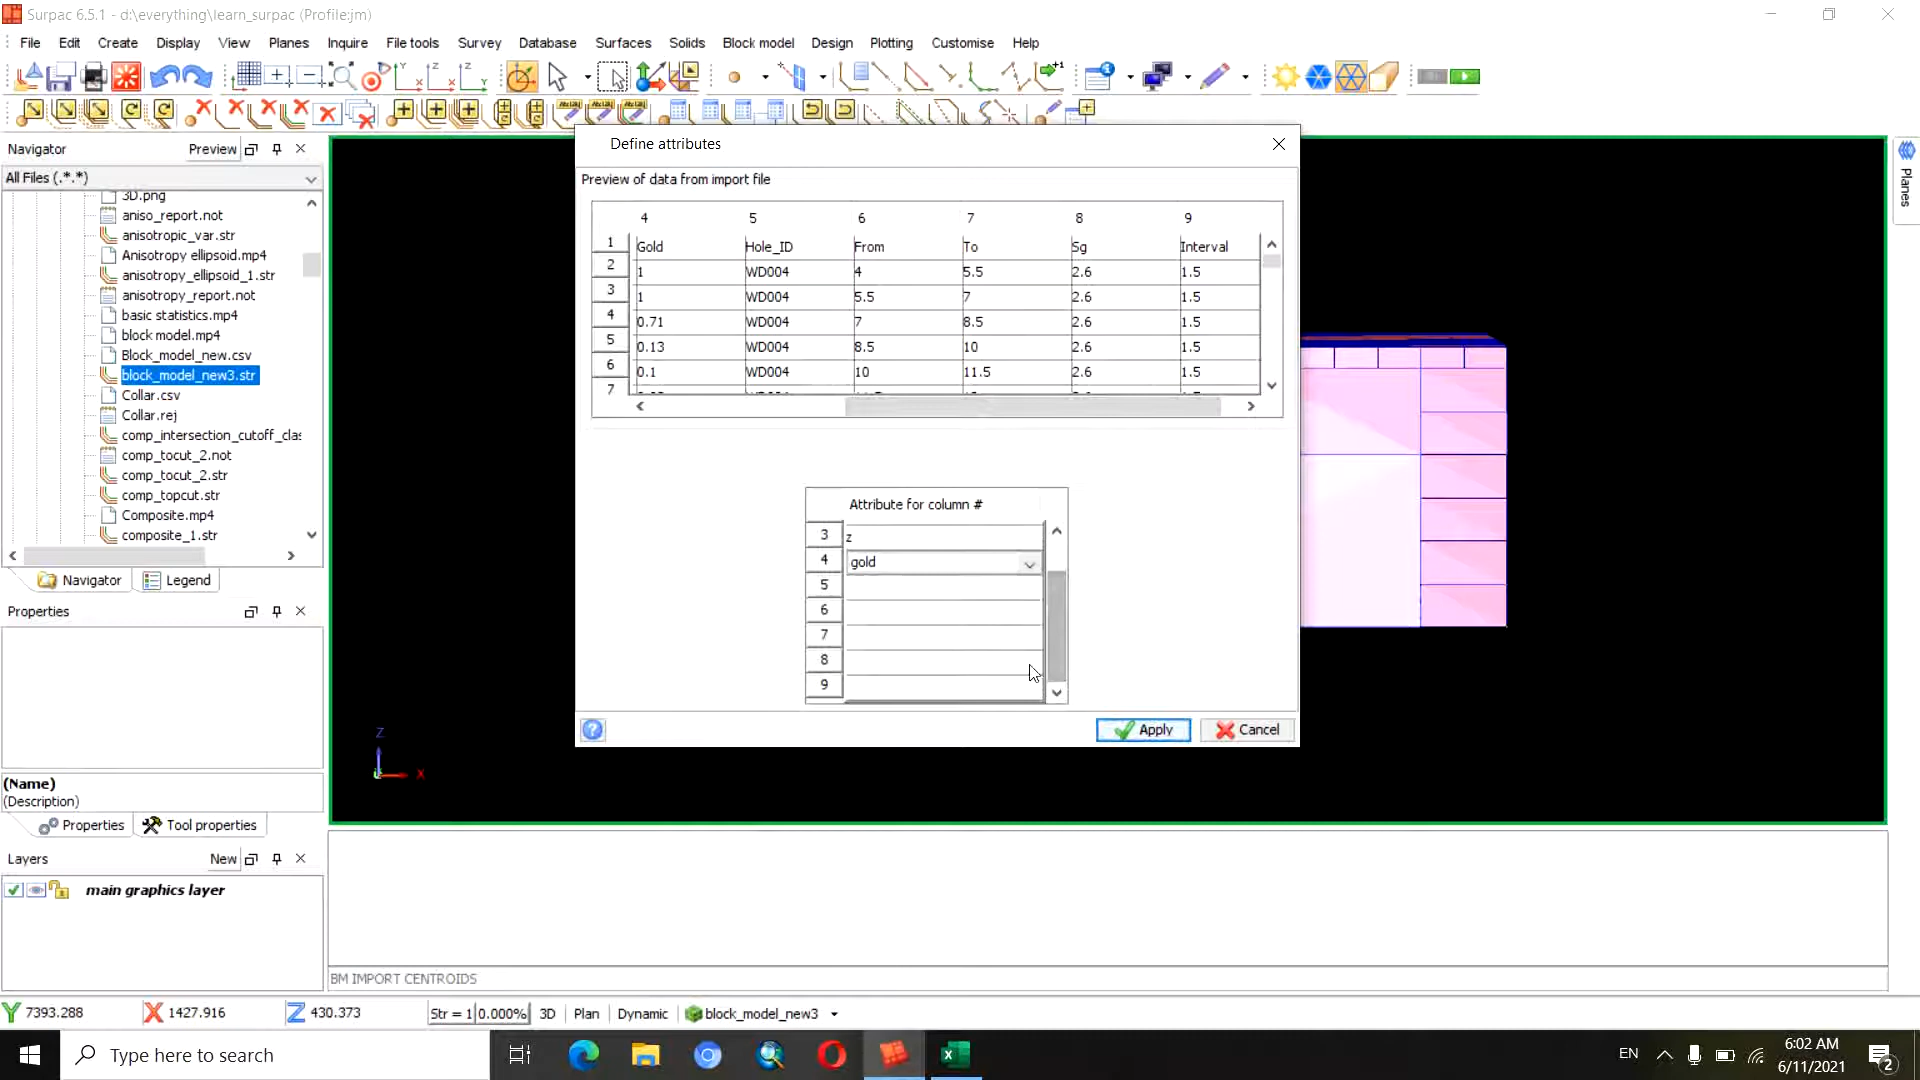 Surpac 6.5.1 - d:\everything\learn_surpac (Profile:jm)
File Edit Create Display View Planes Inquire File tools Survey Database Surfaces Solids Block model Design Plotting Customise Help
Navigator Preview
All Files (.*.*)
3D.png
aniso_report.not
anisotropic_var.str
Anisotropy ellipsoid.mp4
anisotropy_ellipsoid_1.str
anisotropy_report.not
basic statistics.mp4
block model.mp4
Block_model_new.csv
block_model_new3.str
Collar.csv
Collar.rej
comp_intersection_cutoff_clas
comp_tocut_2.not
comp_tocut_2.str
comp_topcut.str
Composite.mp4
composite_1.str
Navigator Legend
Properties
(Name)
(Description)
Properties Tool properties
Layers New
main graphics layer
Define attributes
Preview of data from import file
4 5 6 7 8 9
1 Gold Hole_ID From To Sg Interval
2 1 WD004 4 5.5 2.6 1.5
3 1 WD004 5.5 7 2.6 1.5
4 0.71 WD004 7 8.5 2.6 1.5
5 0.13 WD004 8.5 10 2.6 1.5
6 0.1 WD004 10 11.5 2.6 1.5
7
Attribute for column #
3 z
4 gold
5
6
7
8
9
Apply Cancel
Planes
Z
X
BM IMPORT CENTROIDS
Y 7393.288 X 1427.916 Z 430.373 Str = 1 0.000% 3D Plan Dynamic block_model_new3
Type here to search
EN
6:02 AM
6/11/2021
2